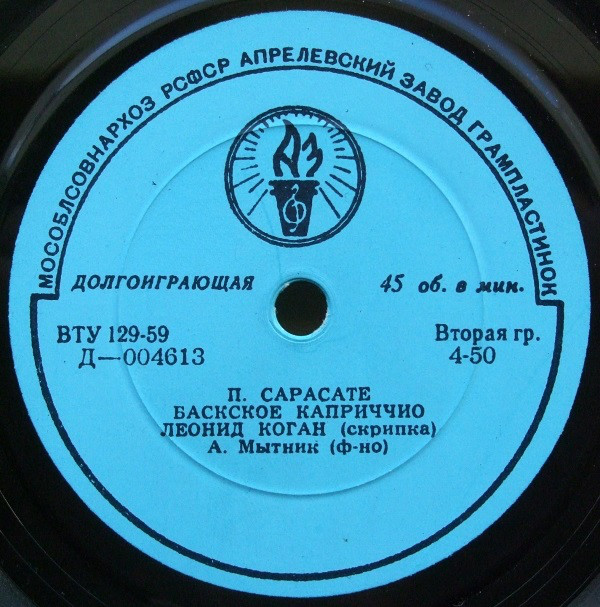 МОСОБЛСОВНАРХОЗ РСФСР АПРЕЛЕВСКИЙ ЗАВОД ГРАМПЛАСТИНОК
АЗ
ДОЛГОИГРАЮЩАЯ 45 об. в мин.
ВТУ 129-59 Вторая гр.
Д—004613 4-50
П. САРАСАТЕ
БАСКСКОЕ КАПРИЧЧИО
ЛЕОНИД КОГАН (скрипка)
А. Мытник (ф-но)